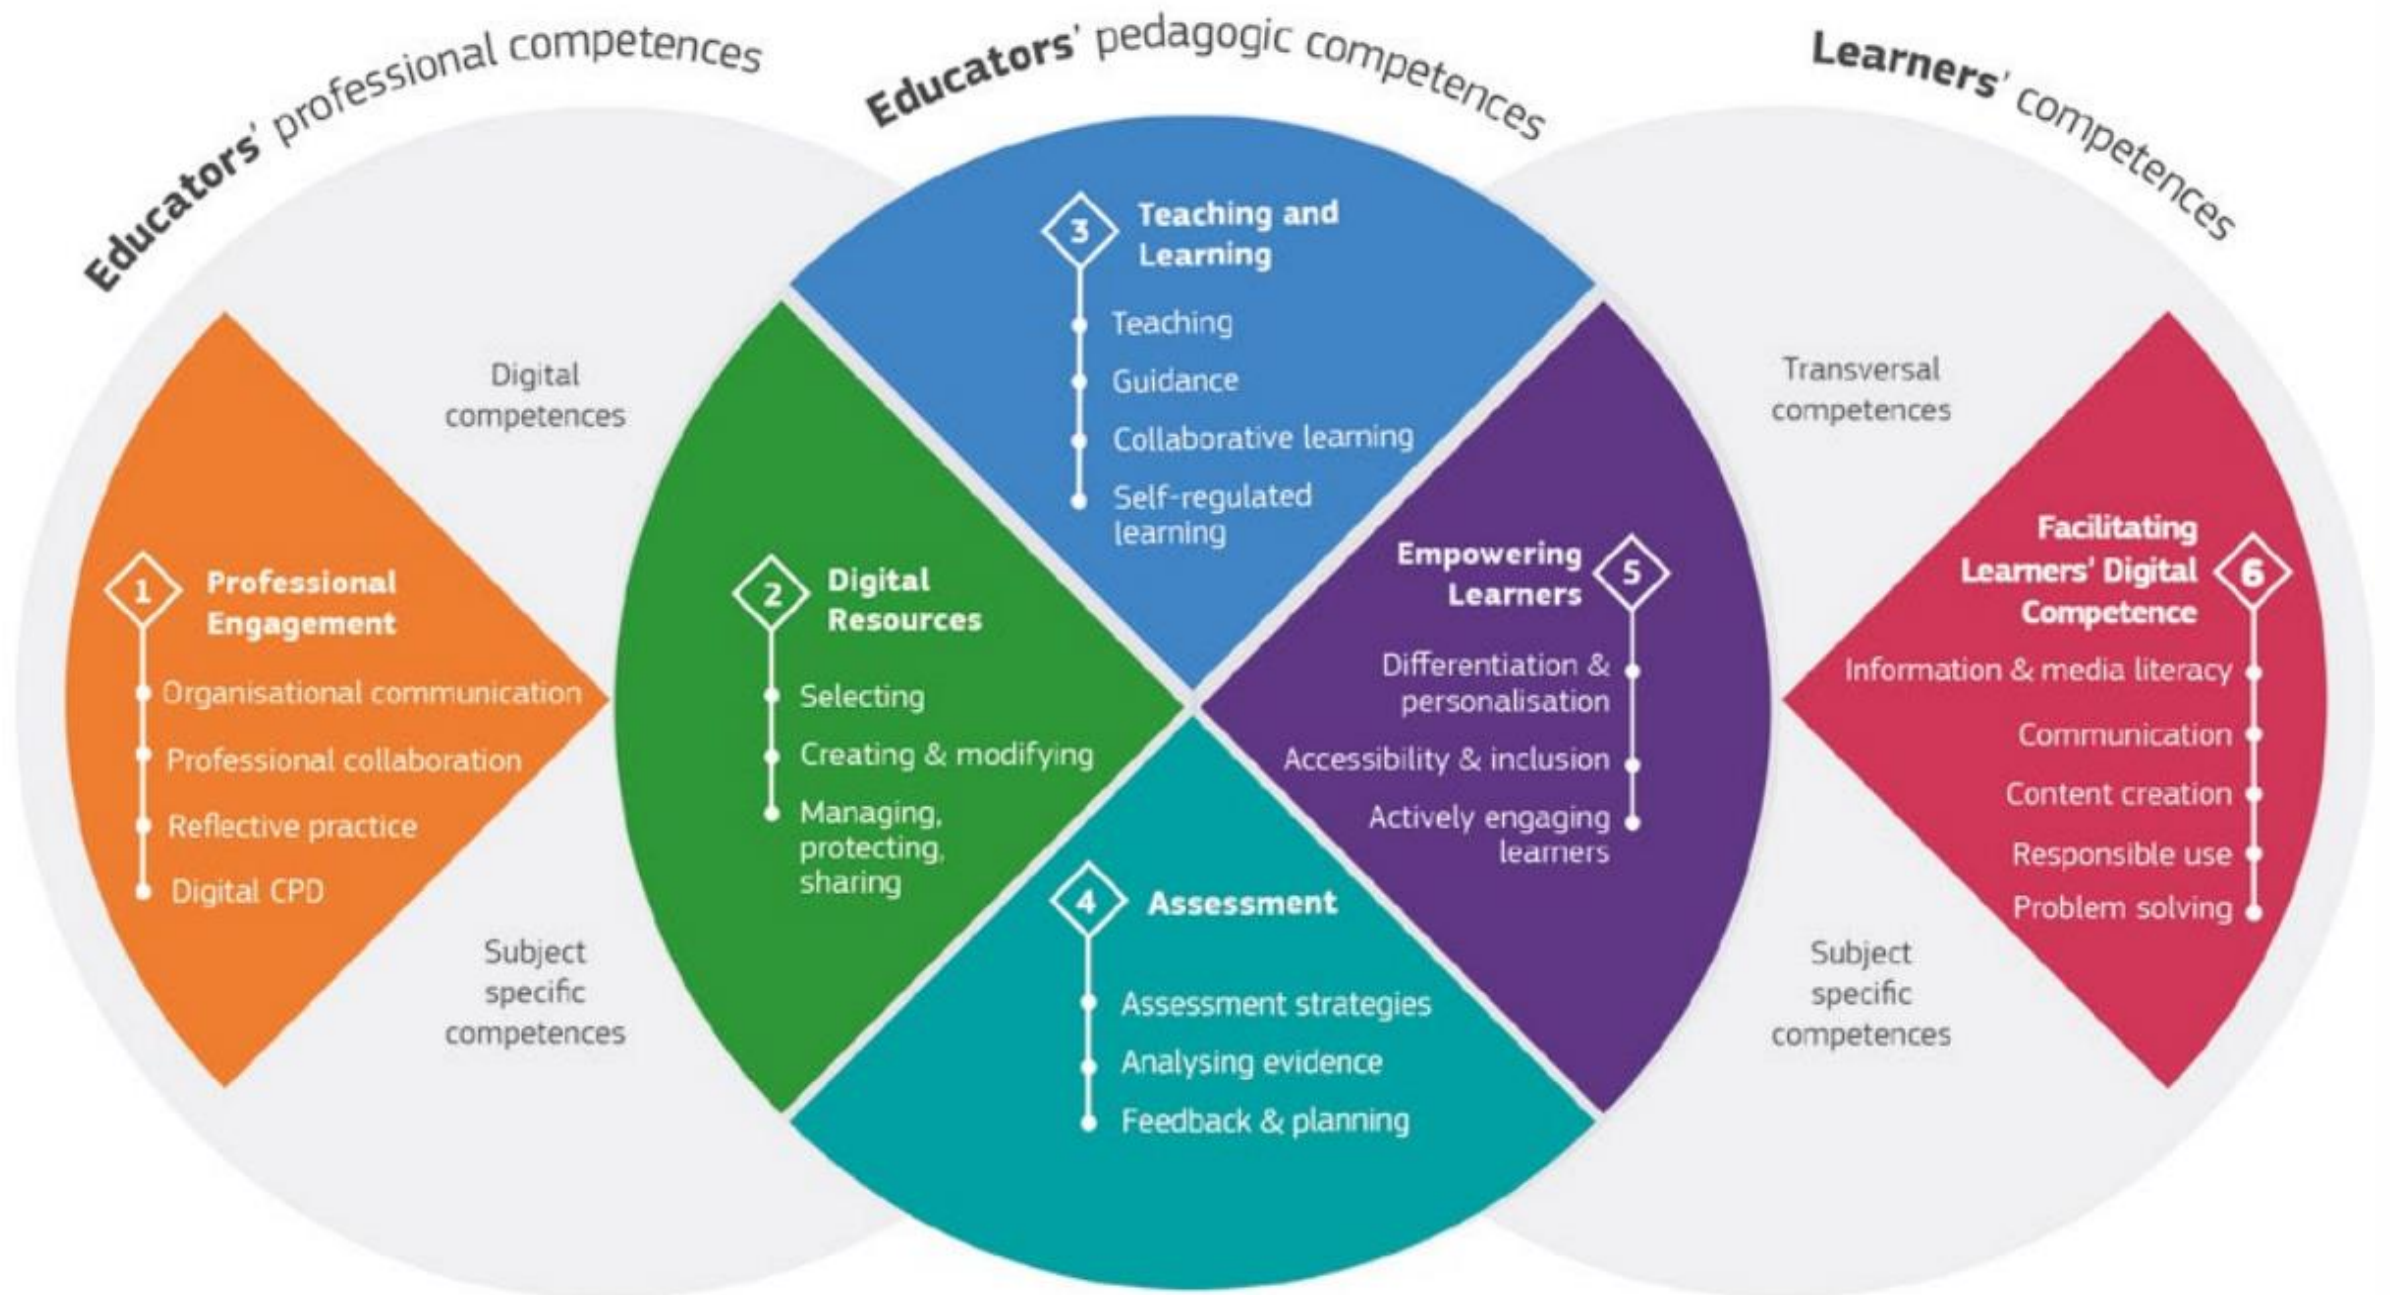 Educators' professional competences
Educators' pedagogic competences
Learners' competences
Digital
competences
Subject
specific
competences
1
Professional
Engagement
Organisational communication
Professional collaboration
Reflective practice
Digital CPD
2
Digital
Resources
Selecting
Creating & modifying
Managing,
protecting,
sharing
3
Teaching and
Learning
Teaching
Guidance
Collaborative learning
Self-regulated
learning
4
Assessment
Assessment strategies
Analysing evidence
Feedback & planning
Empowering
Learners
5
Differentiation &
personalisation
Accessibility & inclusion
Actively engaging
learners
Transversal
competences
Subject
specific
competences
Facilitating
Learners' Digital
Competence
6
Information & media literacy
Communication
Content creation
Responsible use
Problem solving